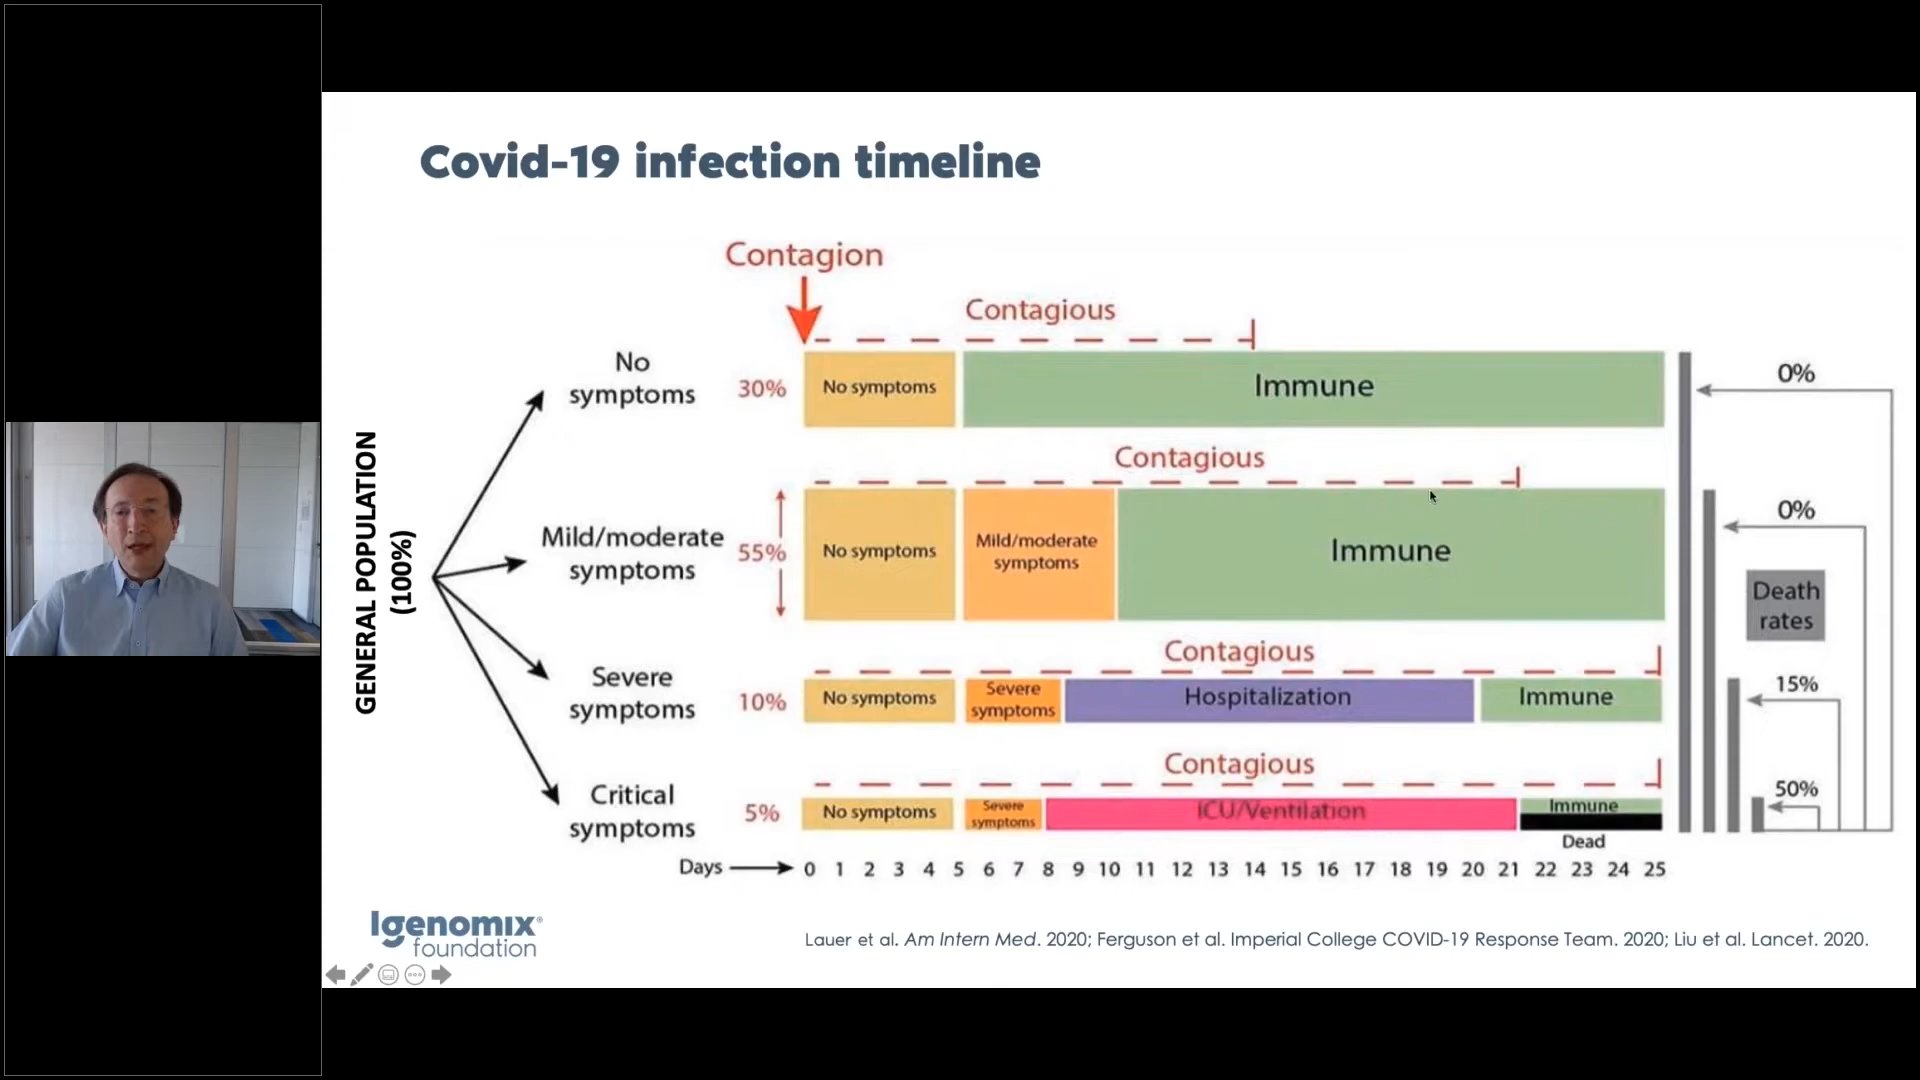 Covid-19 infection timeline
Contagion
Contagious
No
symptoms
30%
No symptoms
Immune
0%
Contagious
GENERAL POPULATION
(100%)
Mild/moderate
symptoms
55%
No symptoms
Mild/moderate
symptoms
Immune
0%
Death
rates
Contagious
Severe
symptoms
10%
No symptoms
Severe
symptoms
Hospitalization
Immune
15%
Contagious
Critical
symptoms
5%
No symptoms
Severe
symptoms
ICU/Ventilation
Immune
Dead
50%
Days 0 1 2 3 4 5 6 7 8 9 10 11 12 13 14 15 16 17 18 19 20 21 22 23 24 25
Igenomix®
foundation
Lauer et al. Am Intern Med. 2020; Ferguson et al. Imperial College COVID-19 Response Team. 2020; Liu et al. Lancet. 2020.